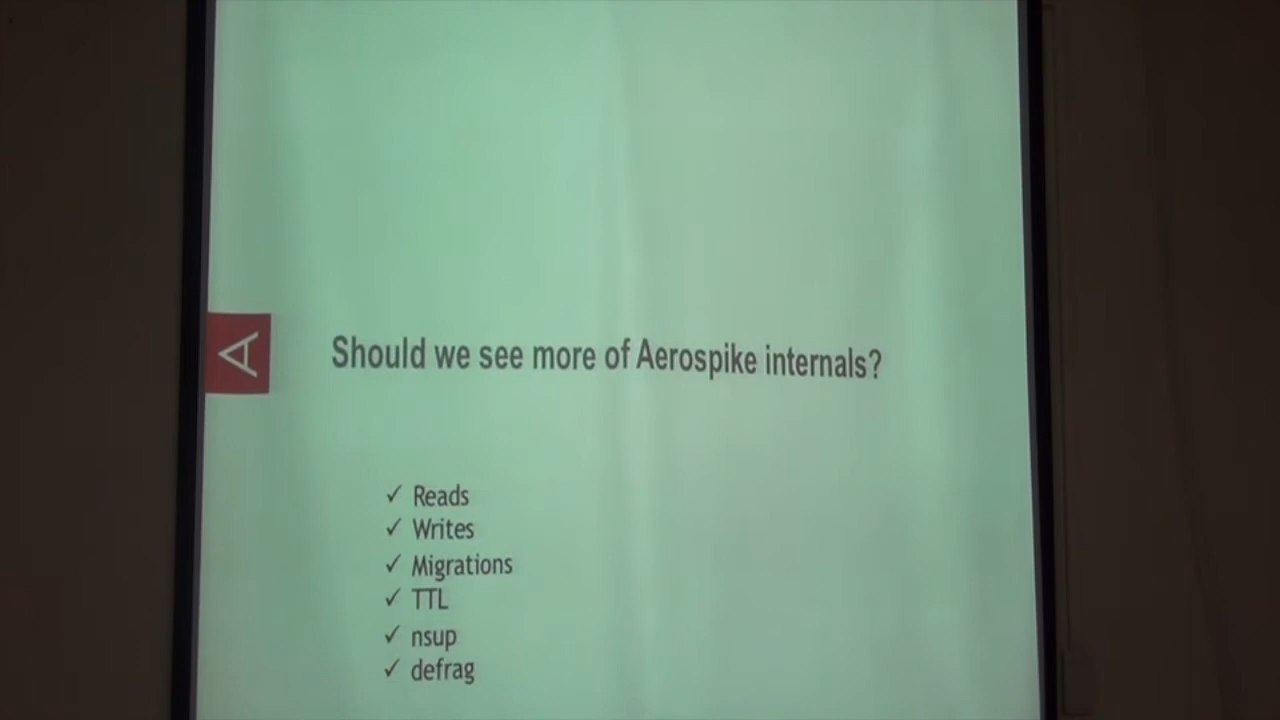 A
Should we see more of Aerospike internals?
✓ Reads
✓ Writes
✓ Migrations
✓ TTL
✓ nsup
✓ defrag